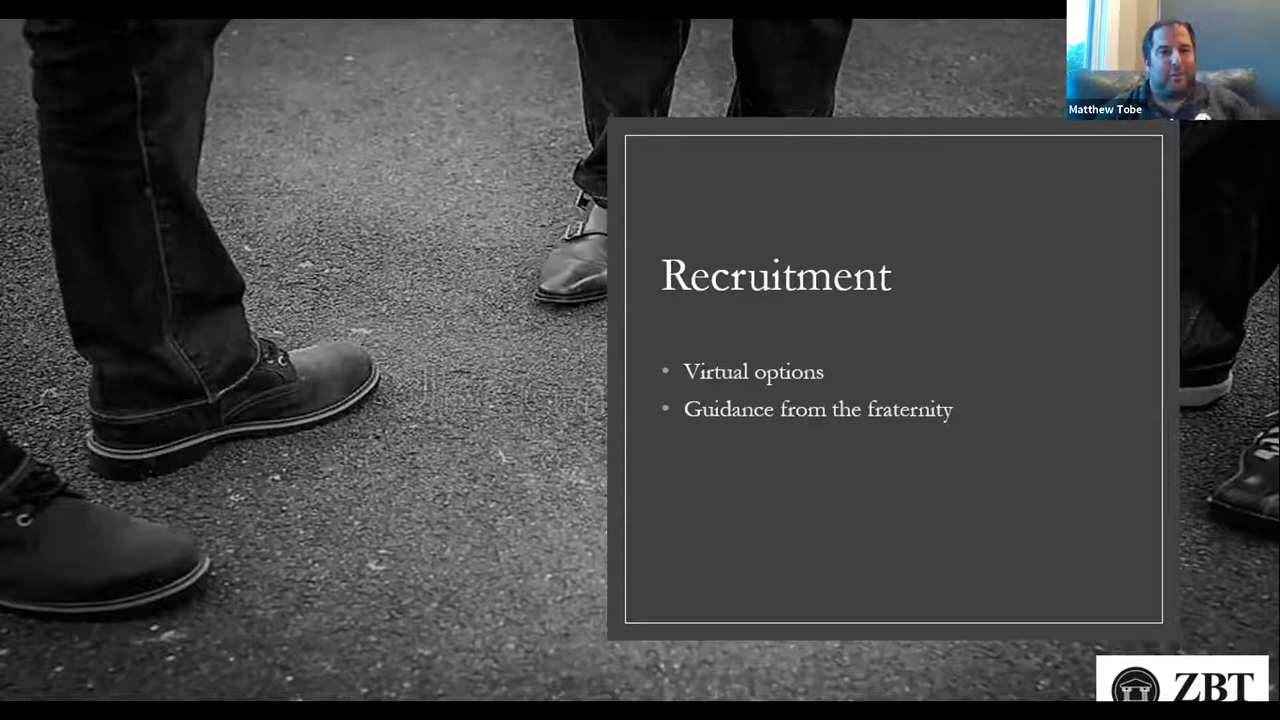 Matthew Tobe
Recruitment
• Virtual options
• Guidance from the fraternity
ZBT